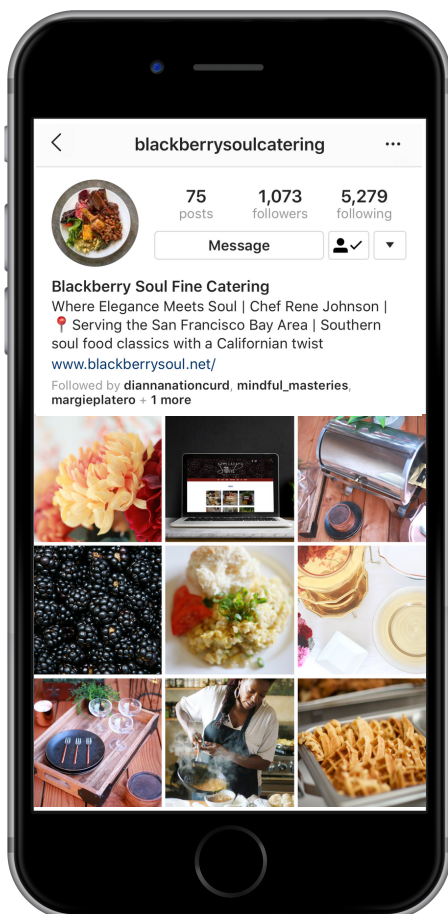 blackberrysoulcatering
75 1,073 5,279
posts followers following
Message
Blackberry Soul Fine Catering
Where Elegance Meets Soul | Chef Rene Johnson |
📍 Serving the San Francisco Bay Area | Southern
soul food classics with a Californian twist
www.blackberrysoul.net/
Followed by diannanationcurd, mindful_masteries,
margieplatero + 1 more